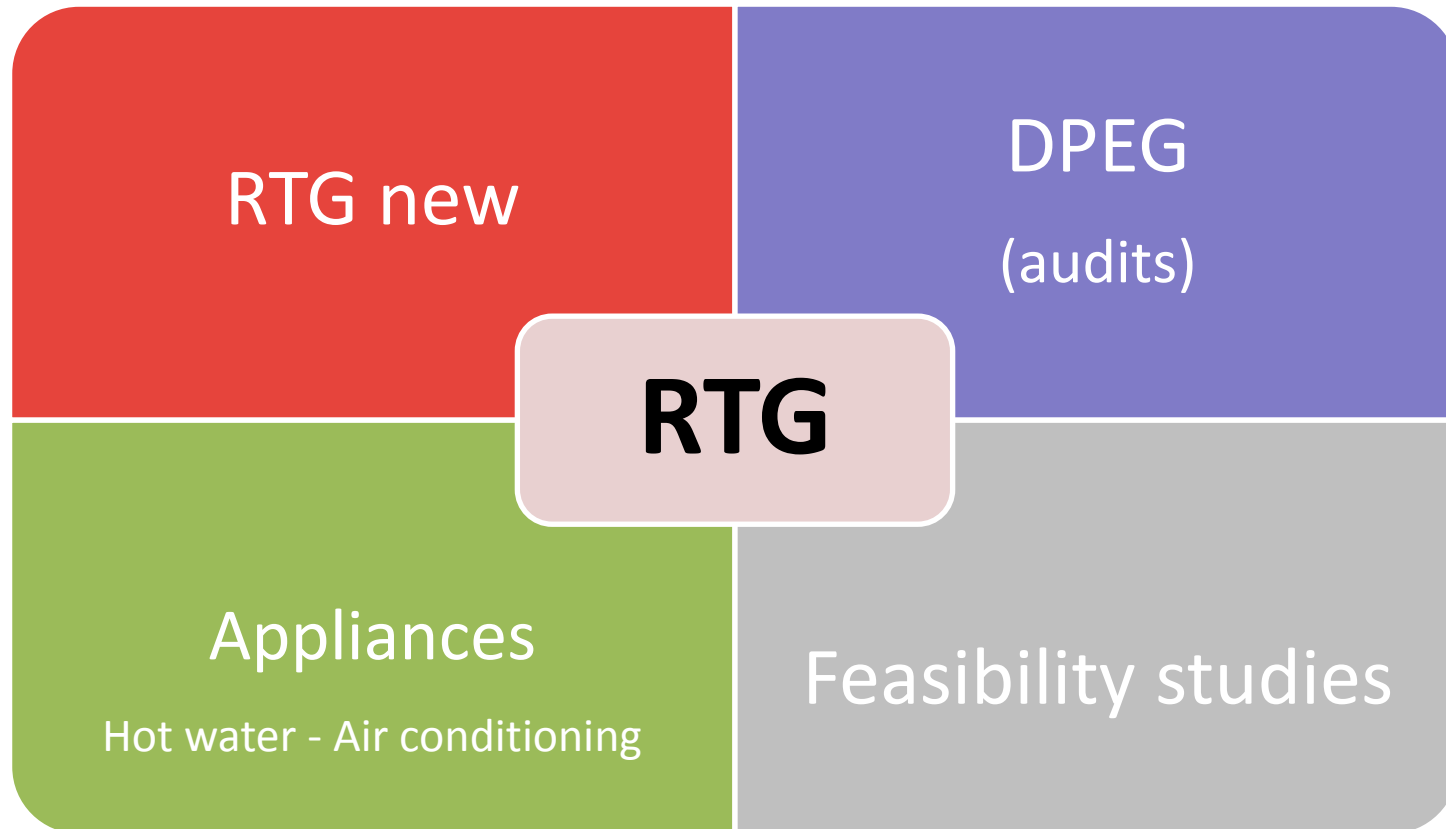 RTG new
DPEG
(audits)
RTG
Appliances
Hot water - Air conditioning
Feasibility studies